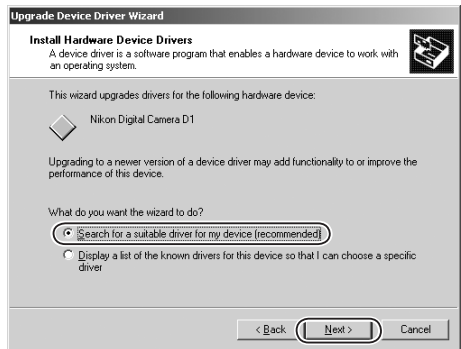 Upgrade Device Driver Wizard
Install Hardware Device Drivers
A device driver is a software program that enables a hardware device to work with
an operating system.
This wizard upgrades drivers for the following hardware device:
Nikon Digital Camera D1
Upgrading to a newer version of a device driver may add functionality to or improve the
performance of this device.
What do you want the wizard to do?
Search for a suitable driver for my device (recommended)
Display a list of the known drivers for this device so that I can choose a specific
driver
< Back Next > Cancel